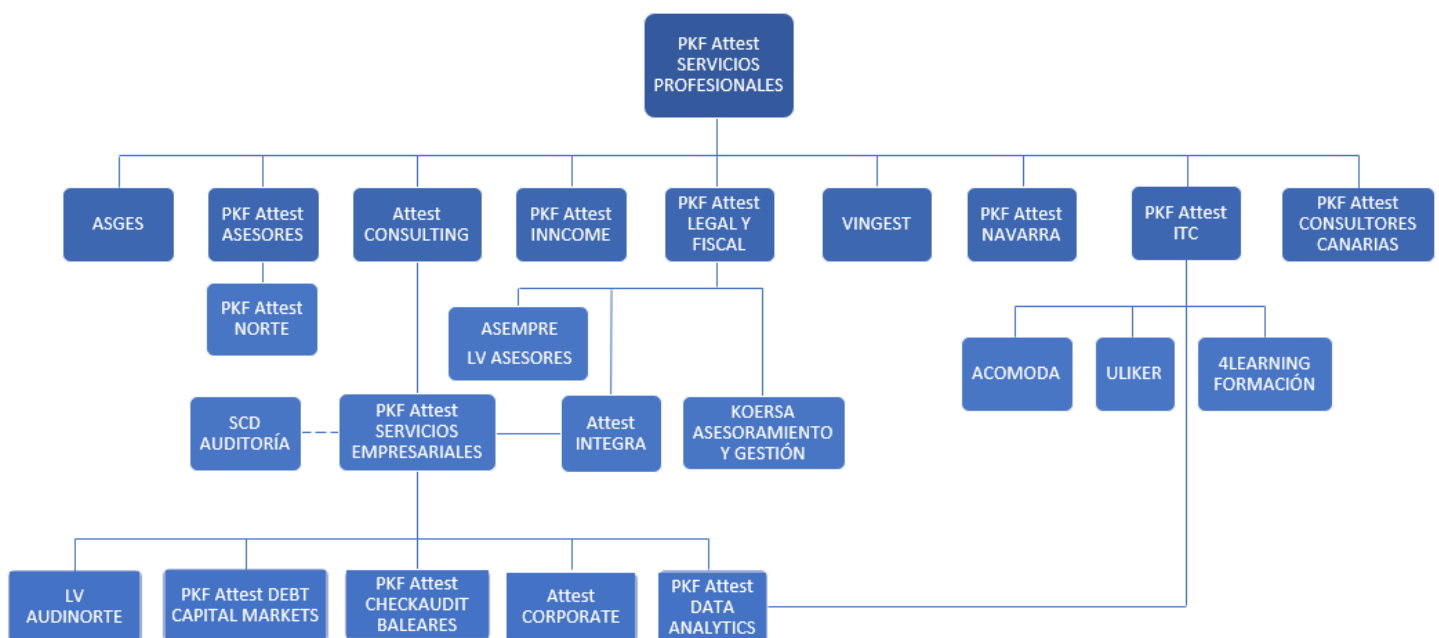 PKF Attest
SERVICIOS
PROFESIONALES
ASGES
PKF Attest
ASESORES
Attest
CONSULTING
PKF Attest
INNCOME
PKF Attest
LEGAL Y
FISCAL
VINGEST
PKF Attest
NAVARRA
PKF Attest
ITC
PKF Attest
CONSULTORES
CANARIAS
PKF Attest
NORTE
ASEMPRE
LV ASESORES
ACOMODA
ULIKER
4LEARNING
FORMACIÓN
SCD
AUDITORÍA
PKF Attest
SERVICIOS
EMPRESARIALES
Attest
INTEGRA
KOERSA
ASESORAMIENTO
Y GESTIÓN
LV
AUDINORTE
PKF Attest DEBT
CAPITAL MARKETS
PKF Attest
CHECKAUDIT
BALEARES
Attest
CORPORATE
PKF Attest
DATA
ANALYTICS